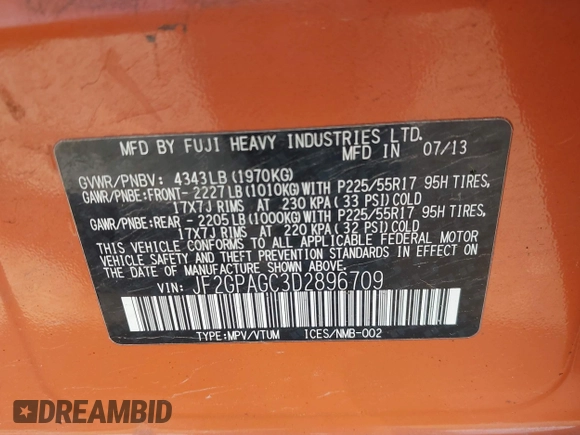 MFD BY FUJI HEAVY INDUSTRIES LTD.
MFD IN 07/13
GVWR/PNBV: 4343LB (1970KG)
GAWR/PNBE:FRONT- 2227LB (1010KG) WITH P225/55R17 95H TIRES,
17X7J RIMS AT 230 KPA (33 PSI) COLD
GAWR/PNBE:REAR - 2205LB (1000KG) WITH P225/55R17 95H TIRES,
17X7J RIMS AT 220 KPA (32 PSI) COLD
THIS VEHICLE CONFORMS TO ALL APPLICABLE FEDERAL MOTOR
VEHICLE SAFETY AND THEFT PREVENTION STANDARDS IN EFFECT ON
THE DATE OF MANUFACTURE SHOWN ABOVE.
VIN: JF2GPAGC3D2896709
TYPE:MPV/VTUM ICES/NMB-002
DREAMBID